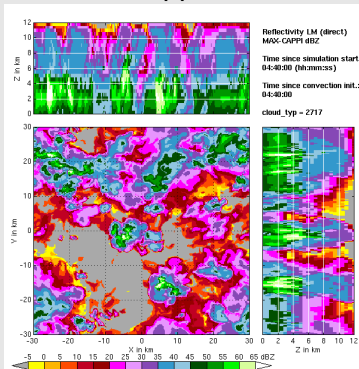 Reflectivity LM (direct)
MAX-CAPPI dBZ
Time since simulation start
04:40:00 (hh:mm:ss)
Time since convection init.:
04:40:00
cloud_typ = 2717
Z in km
12
10
8
6
4
2
0
Y in km
30
20
10
0
-10
-20
-30
-30 -20 -10 0 10 20 30
X in km
0 2 4 6 8 10 12
Z in km
-5 0 5 10 15 20 25 30 35 40 45 50 55 60 65 dBZ